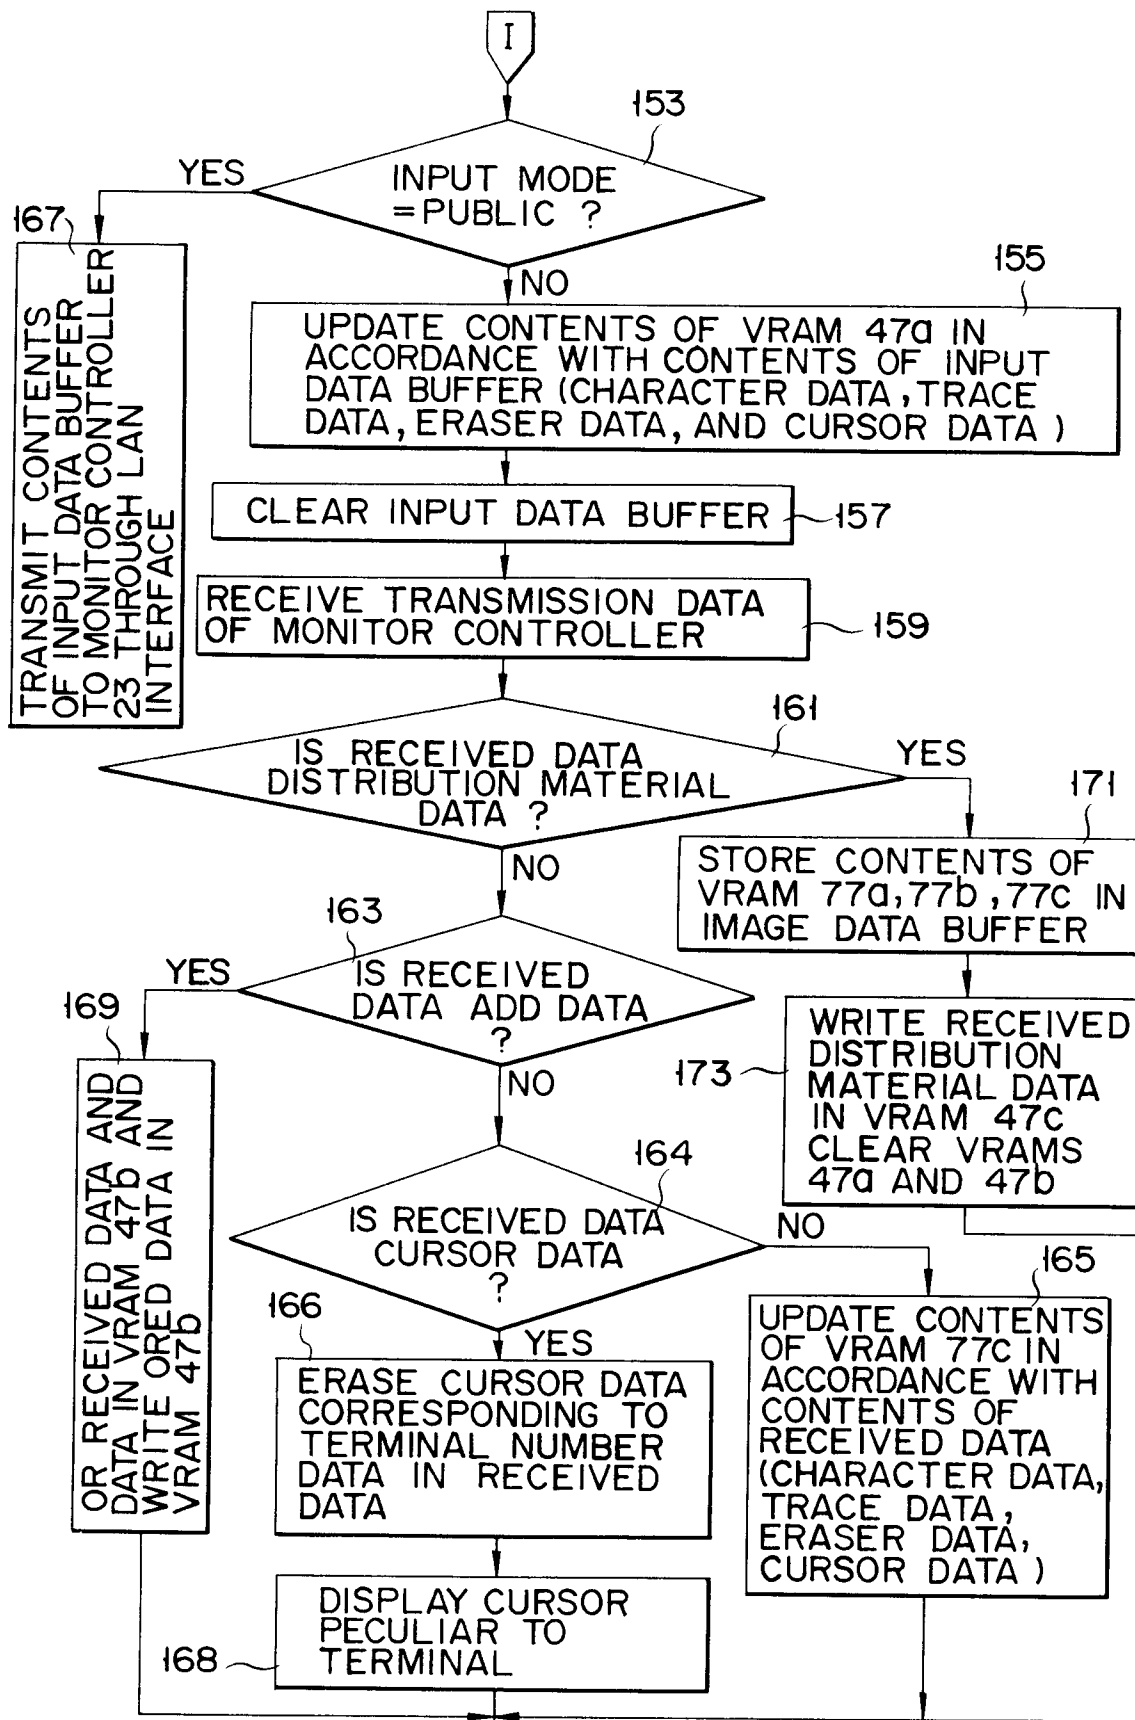 I
153
INPUT MODE
=PUBLIC ?
YES
NO
167
TRANSMIT CONTENTS
OF INPUT DATA BUFFER
TO MONITOR CONTROLLER
23 THROUGH LAN
INTERFACE
155
UPDATE CONTENTS OF VRAM 47a IN
ACCORDANCE WITH CONTENTS OF INPUT
DATA BUFFER (CHARACTER DATA, TRACE
DATA, ERASER DATA, AND CURSOR DATA )
CLEAR INPUT DATA BUFFER
157
RECEIVE TRANSMISSION DATA
OF MONITOR CONTROLLER
159
161
IS RECEIVED DATA
DISTRIBUTION MATERIAL
DATA ?
YES
NO
171
STORE CONTENTS OF
VRAM 77a, 77b, 77c IN
IMAGE DATA BUFFER
163
IS RECEIVED
DATA ADD DATA
?
YES
NO
169
OR RECEIVED DATA AND
DATA IN VRAM 47b AND
WRITE ORED DATA IN
VRAM 47b
173
WRITE RECEIVED
DISTRIBUTION
MATERIAL DATA
IN VRAM 47C
CLEAR VRAMS
47a AND 47b
164
IS RECEIVED DATA
CURSOR DATA
?
NO
YES
165
UPDATE CONTENTS
OF VRAM 77C IN
ACCORDANCE WITH
CONTENTS OF
RECEIVED DATA
(CHARACTER DATA,
TRACE DATA,
ERASER DATA,
CURSOR DATA )
166
ERASE CURSOR DATA
CORRESPONDING TO
TERMINAL NUMBER
DATA IN RECEIVED
DATA
168
DISPLAY CURSOR
PECULIAR TO
TERMINAL